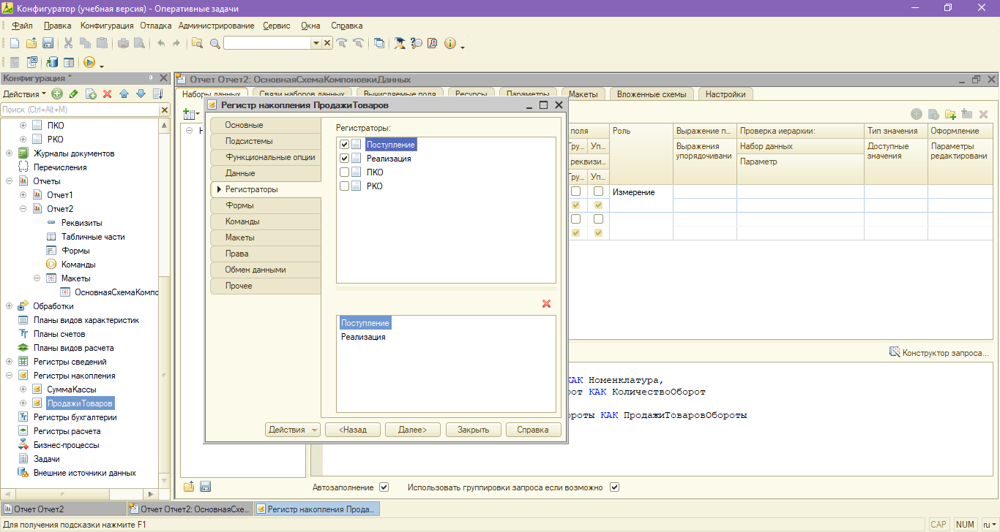 Конфигуратор (учебная версия) - Оперативные задачи
Файл Правка Конфигурация Отладка Администрирование Сервис Окна Справка
Конфигурация *
Действия
Поиск (Ctrl+Alt+M)
ПКО
РКО
Журналы документов
Перечисления
Отчеты
Отчет1
Отчет2
Реквизиты
Табличные части
Формы
Команды
Макеты
ОсновнаяСхемаКомпо
Обработки
Планы видов характеристик
Планы счетов
Планы видов расчета
Регистры сведений
Регистры накопления
СуммаКассы
ПродажиТоваров
Регистры бухгалтерии
Регистры расчета
Бизнес-процессы
Задачи
Внешние источники данных
Отчет Отчет2: ОсновнаяСхемаКомпоновкиДанных
Наборы данных Связи наборов данных Вычисляемые поля Ресурсы Параметры Макеты Вложенные схемы Настройки
Регистр накопления ПродажиТоваров
Основные
Подсистемы
Функциональные опции
Данные
Регистраторы
Формы
Команды
Макеты
Права
Обмен данными
Прочее
Регистраторы:
Поступление
Реализация
ПКО
РКО
Поступление
Реализация
Действия <Назад Далее> Закрыть Справка
поля Роль Выражение п... Проверка иерархии: Тип значения Оформление
Гру... Уп... Выражения упорядочивани Набор данных Доступные значения Параметры редактировани
реквизи... Параметр
Гру... Уп...
Измерение
Конструктор запроса...
КАК Номенклатура,
рот КАК КоличествоОборот
ороты КАК ПродажиТоваровОбороты
Автозаполнение Использовать группировки запроса если возможно
Отчет Отчет2 Отчет Отчет2: ОсновнаяСхе... Регистр накопления Прода...
Для получения подсказки нажмите F1 CAP NUM ru